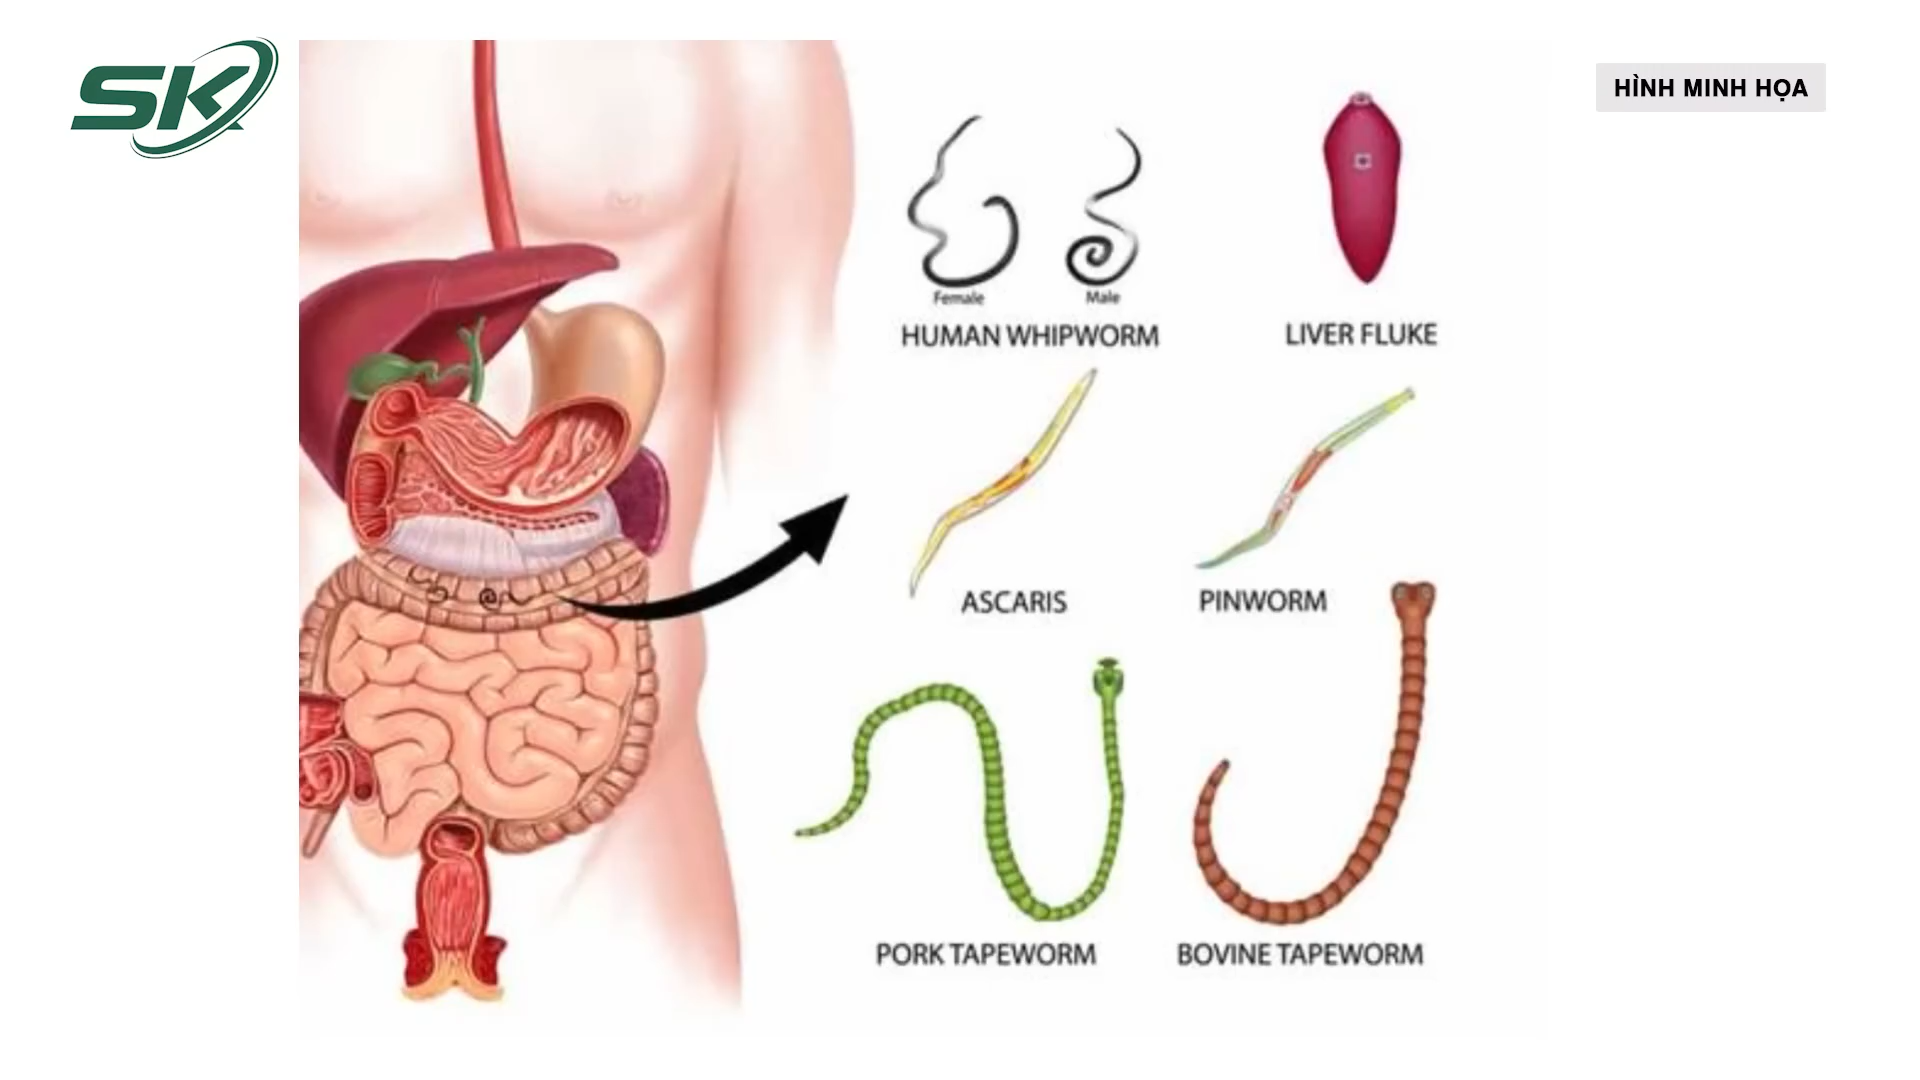 SK
HÌNH MINH HỌA
Female
Male
HUMAN WHIPWORM
LIVER FLUKE
ASCARIS
PINWORM
PORK TAPEWORM
BOVINE TAPEWORM